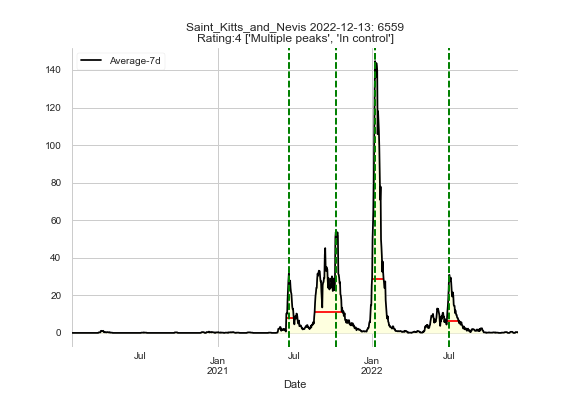 Saint_Kitts_and_Nevis 2022-12-13: 6559
Rating:4 ['Multiple peaks', 'In control']
Average-7d
140
120
100
80
60
40
20
0
Jul
Jan
2021
Jul
Jan
2022
Jul
Date